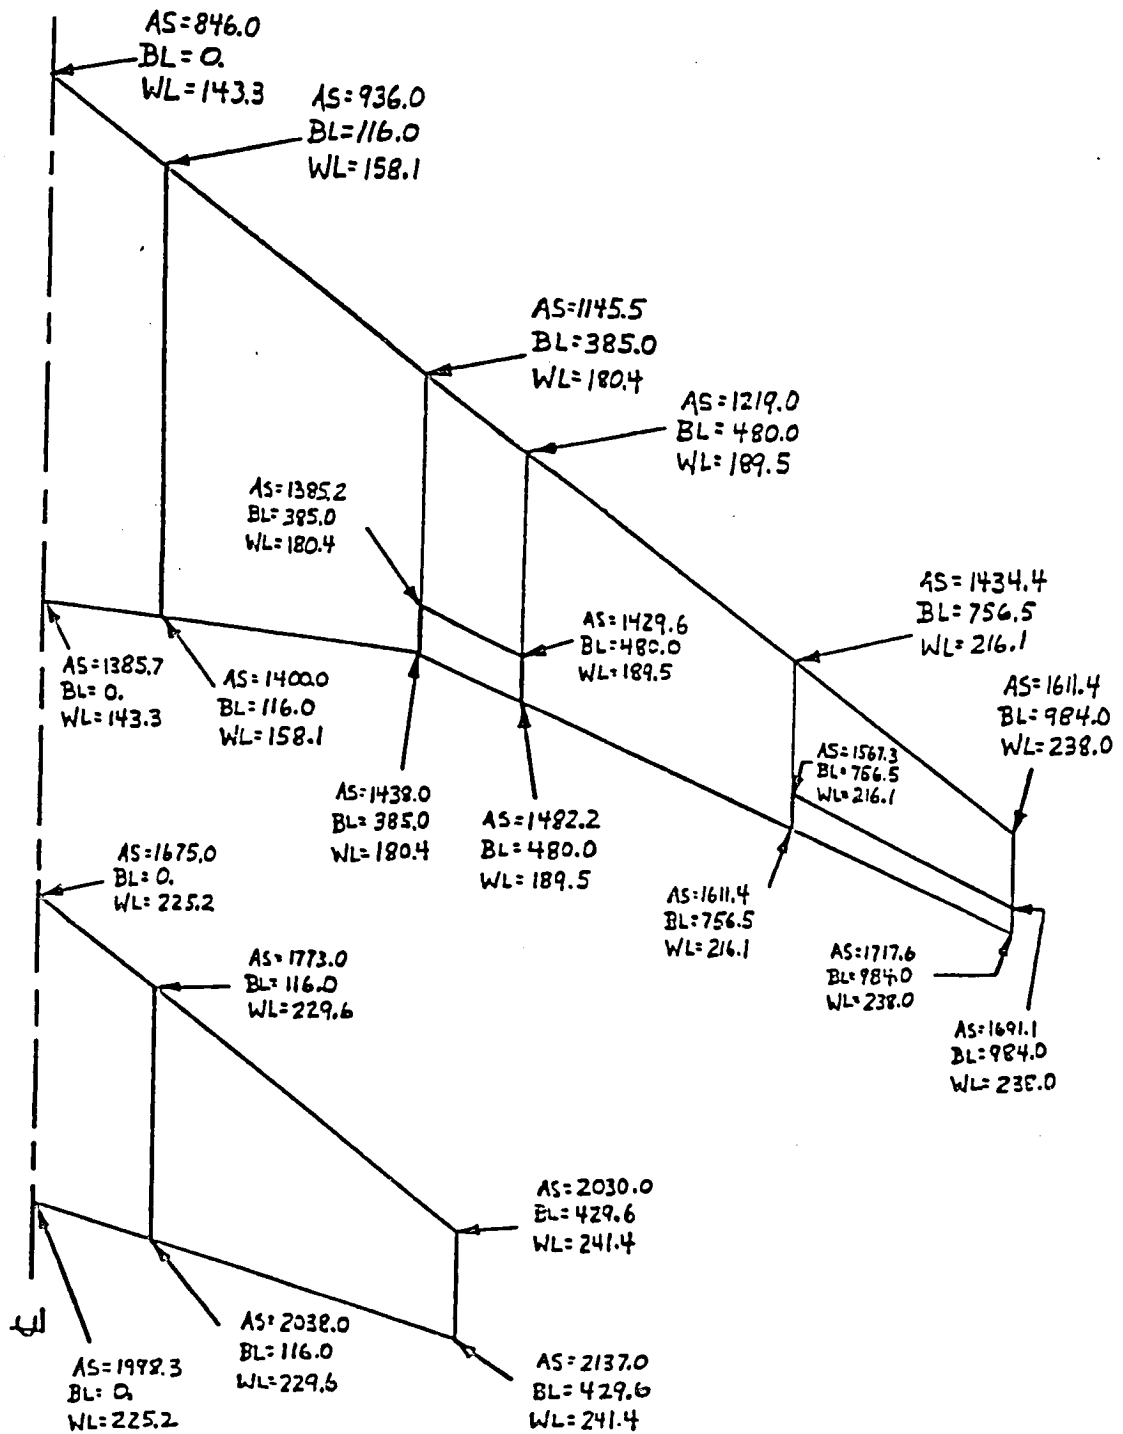 AS=846.0
BL=0.
WL=143.3
AS=936.0
BL=116.0
WL=158.1
AS=1145.5
BL=385.0
WL=180.4
AS=1219.0
BL=480.0
WL=189.5
AS=1385.2
BL=385.0
WL=180.4
AS=1429.6
BL=480.0
WL=189.5
AS=1434.4
BL=756.5
WL=216.1
AS=1385.7
BL=0.
WL=143.3
AS=1400.0
BL=116.0
WL=158.1
AS=1611.4
BL=984.0
WL=238.0
AS=1567.3
BL=756.5
WL=216.1
AS=1438.0
BL=385.0
WL=180.4
AS=1482.2
BL=480.0
WL=189.5
AS=1675.0
BL=0.
WL=225.2
AS=1611.4
BL=756.5
WL=216.1
AS=1773.0
BL=116.0
WL=229.6
AS=1717.6
BL=984.0
WL=238.0
AS=1691.1
BL=984.0
WL=238.0
AS=2030.0
BL=429.6
WL=241.4
AS=2038.0
BL=116.0
WL=229.6
AS=1998.3
BL=0.
WL=225.2
AS=2137.0
BL=429.6
WL=241.4